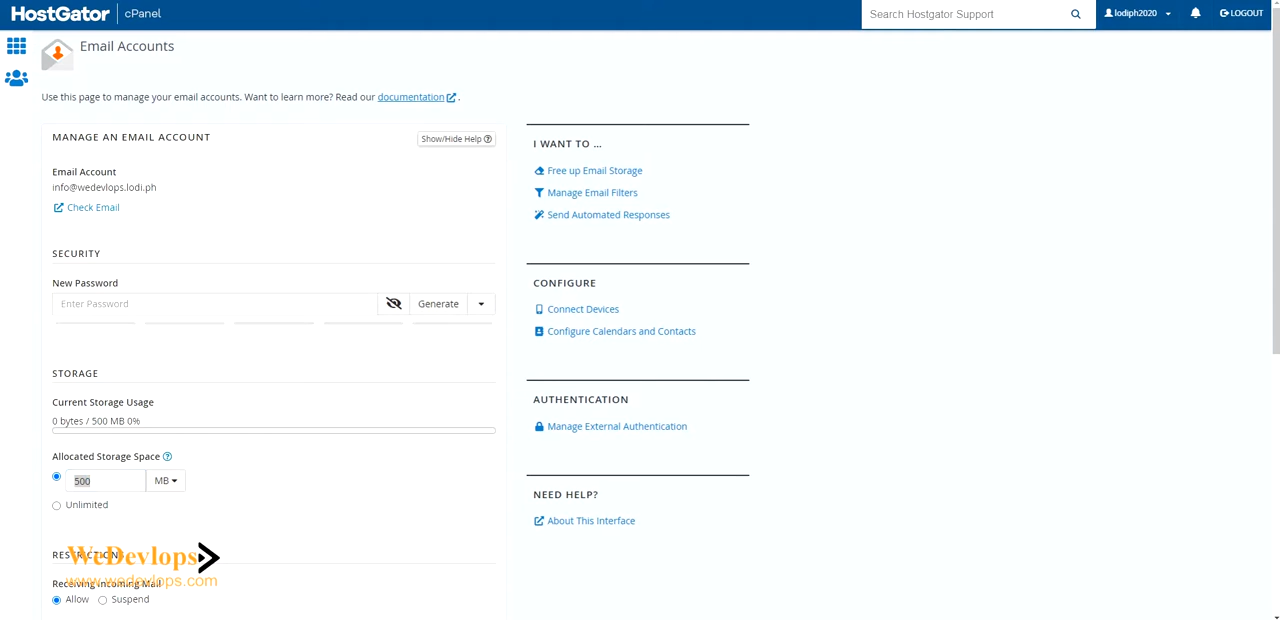 HostGator cPanel
Search Hostgator Support
lodiph2020
LOGOUT
Email Accounts
Use this page to manage your email accounts. Want to learn more? Read our documentation .
MANAGE AN EMAIL ACCOUNT
Show/Hide Help
Email Account
info@wedevlops.lodi.ph
Check Email
SECURITY
New Password
Enter Password
Generate
STORAGE
Current Storage Usage
0 bytes / 500 MB 0%
Allocated Storage Space
500 MB
Unlimited
RESTRICTIONS
WeDevlops
www.wedevlops.com
Receiving Incoming Mail
Allow Suspend
I WANT TO ...
Free up Email Storage
Manage Email Filters
Send Automated Responses
CONFIGURE
Connect Devices
Configure Calendars and Contacts
AUTHENTICATION
Manage External Authentication
NEED HELP?
About This Interface